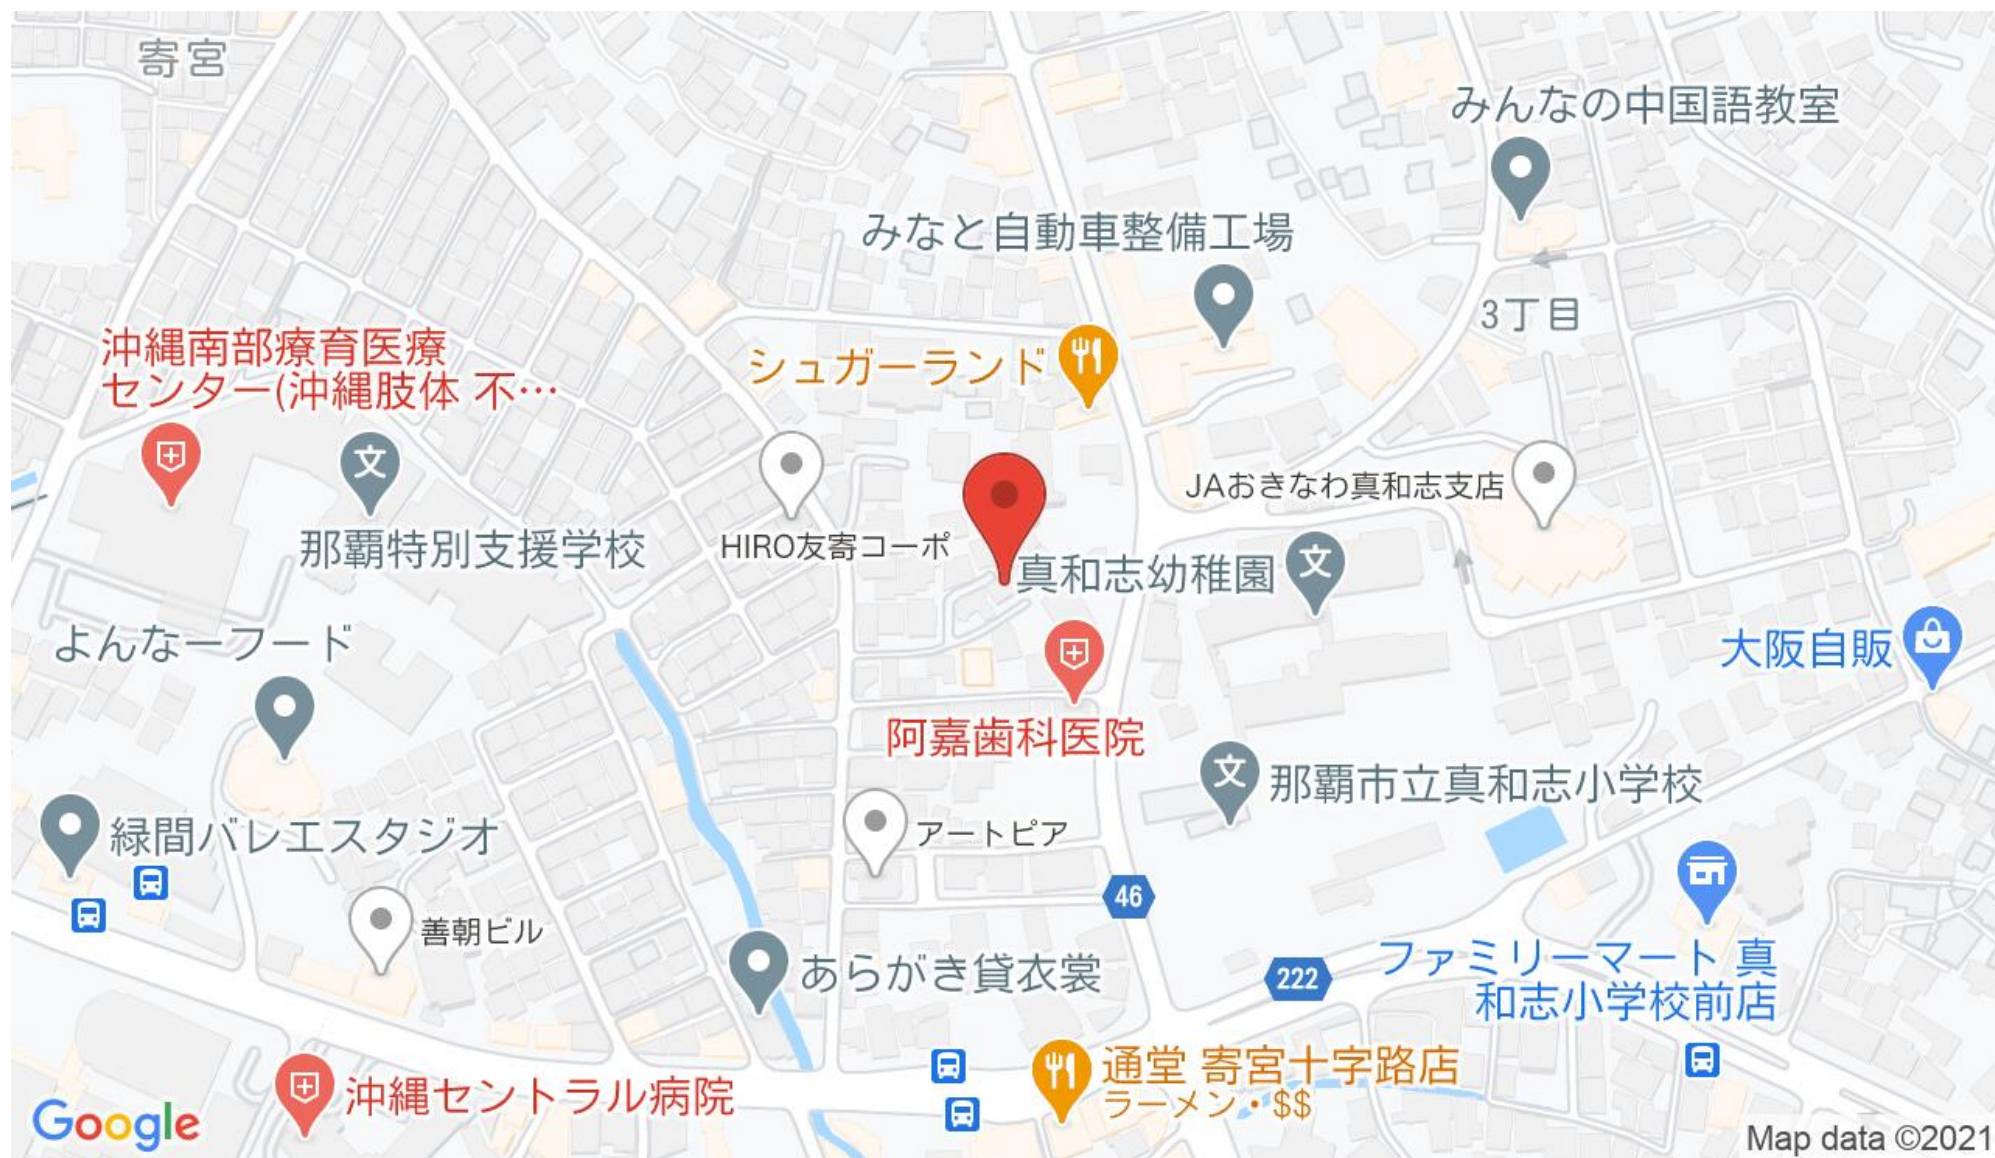 寄宮
みんなの中国語教室
みなと自動車整備工場
3丁目
沖縄南部療育医療
センター(沖縄肢体 不…
シュガーランド
JAおきなわ真和志支店
那覇特別支援学校
HIRO友寄コーポ
真和志幼稚園
文
文
よんなーフード
大阪自販
阿嘉歯科医院
文
那覇市立真和志小学校
緑間バレエスタジオ
アートピア
46
善朝ビル
あらがき貸衣裳
222
ファミリーマート 真
和志小学校前店
通堂 寄宮十字路店
ラーメン・$$
沖縄セントラル病院
Google
Map data ©2021